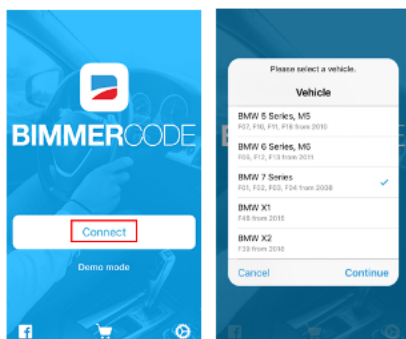 BIMMERCODE
Connect
Demo mode
Please select a vehicle.
Vehicle
BMW 5 Series, M5
F07, F10, F11, F18 from 2010
BMW 6 Series, M6
F06, F12, F13 from 2011
BMW 7 Series
F01, F02, F03, F04 from 2008
BMW X1
F48 from 2015
BMW X2
F39 from 2018
Cancel
Continue